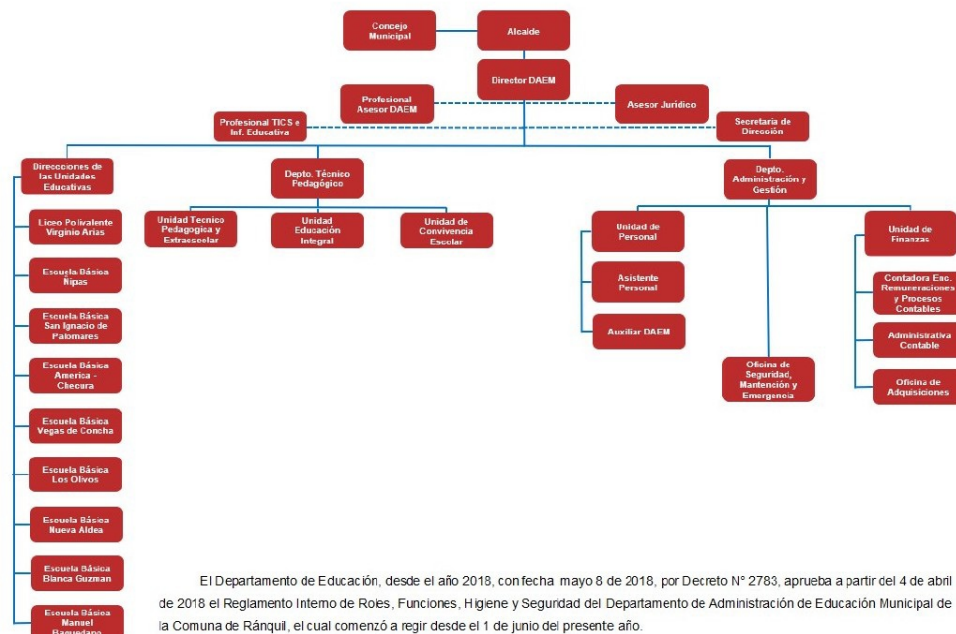 Concejo
Municipal
Alcalde
Director DAEM
Profesional
Asesor DAEM
Asesor Jurídico
Profesional TICS e
Inf. Educativa
Secretaria de
Dirección
Direcciones de
las Unidades
Educativas
Depto. Técnico
Pedagógico
Depto.
Administración y
Gestión
Liceo Polivalente
Virginio Arias
Unidad Tecnico
Pedagogica y
Extraescolar
Unidad
Educación
Integral
Unidad de
Convivencia
Escolar
Unidad de
Personal
Unidad de
Finanzas
Escuela Básica
Ñipas
Asistente
Personal
Contadora Enc.
Remuneraciones
y Procesos
Contables
Escuela Básica
San Ignacio de
Palomares
Auxiliar DAEM
Administrativa
Contable
Escuela Básica
America -
Checura
Oficina de
Seguridad,
Mantención y
Emergencia
Oficina de
Adquisiciones
Escuela Básica
Vegas de Concha
Escuela Básica
Los Olivos
Escuela Básica
Nueva Aldea
Escuela Básica
Blanca Guzman
Escuela Básica
Manuel
Baquedano
El Departamento de Educación, desde el año 2018, con fecha mayo 8 de 2018, por Decreto N° 2783, aprueba a partir del 4 de abril
de 2018 el Reglamento Interno de Roles, Funciones, Higiene y Seguridad del Departamento de Administración de Educación Municipal de
la Comuna de Ránquil, el cual comenzó a regir desde el 1 de junio del presente año.